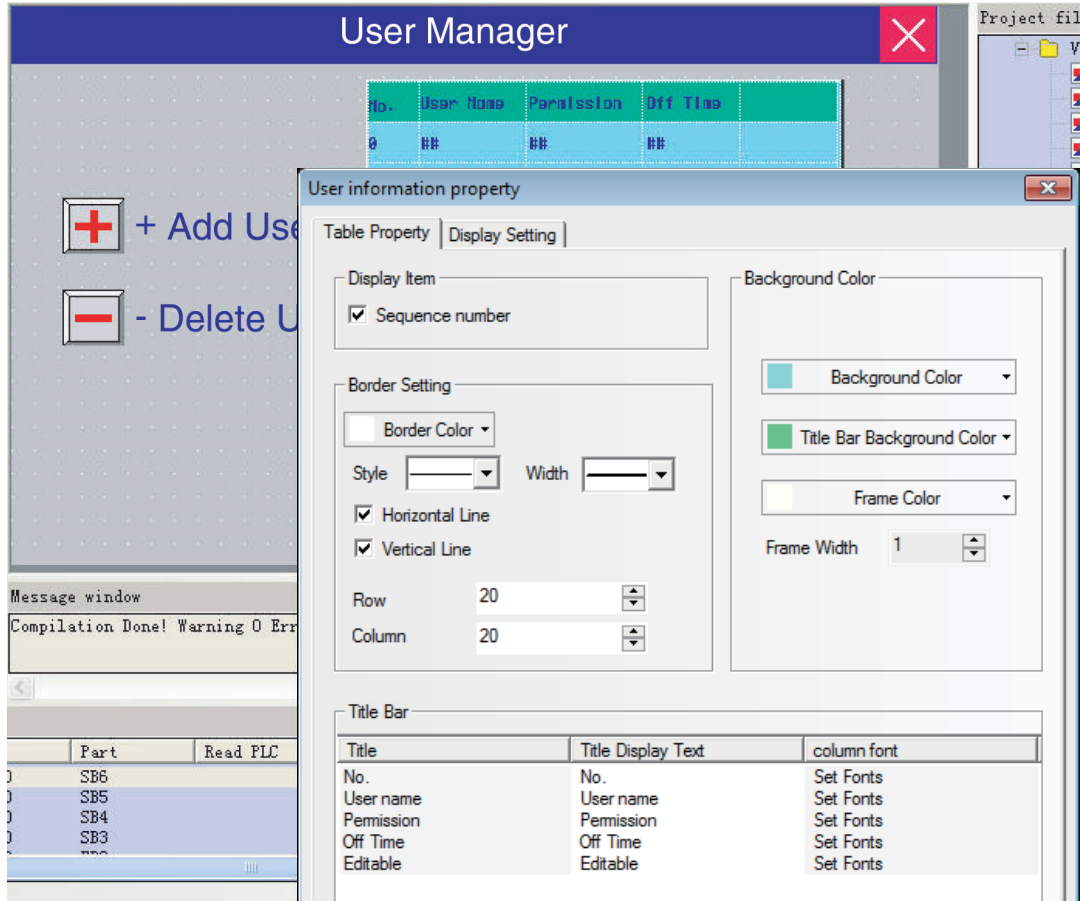 User Manager
Project fil
V
No. User Name Permission Off Time
0 ## ## ##
+ Add Use
- Delete U
User information property
Table Property Display Setting
Display Item
Sequence number
Border Setting
Border Color
Style Width
Horizontal Line
Vertical Line
Row 20
Column 20
Background Color
Background Color
Title Bar Background Color
Frame Color
Frame Width 1
Message window
Compilation Done! Warning 0 Err
Title Bar
Title Title Display Text column font
No. No. Set Fonts
User name User name Set Fonts
Permission Permission Set Fonts
Off Time Off Time Set Fonts
Editable Editable Set Fonts
Part Read PLC
SB6
SB5
SB4
SB3